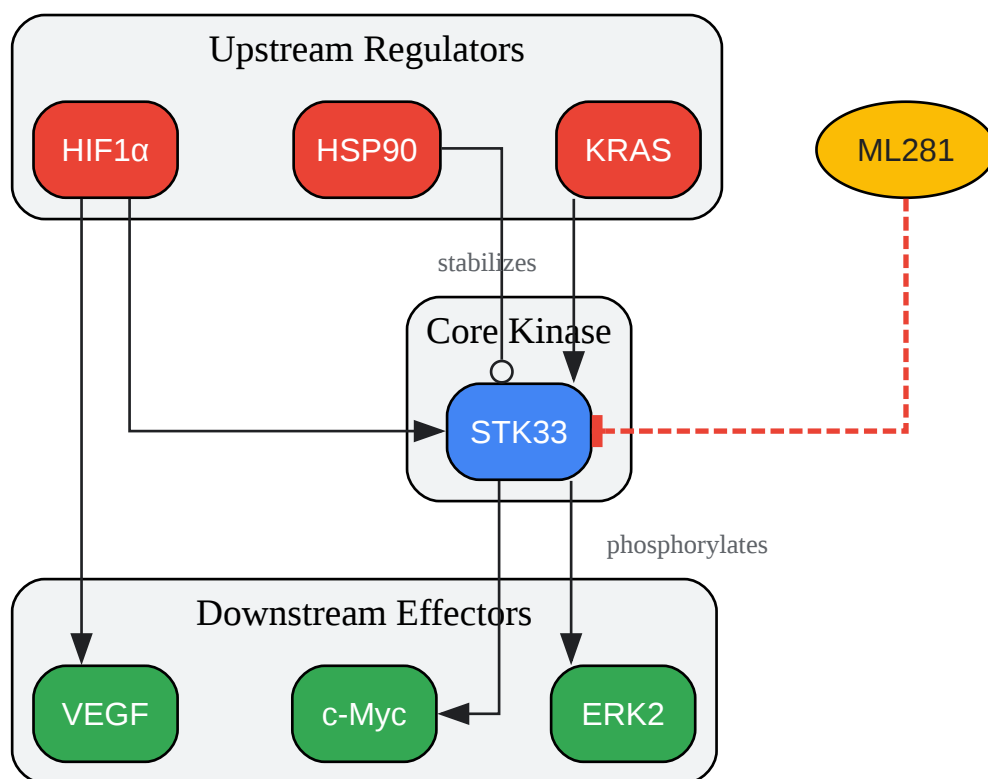 Upstream Regulators
HIF1α
HSP90
KRAS
ML281
stabilizes
Core Kinase
STK33
phosphorylates
Downstream Effectors
VEGF
c-Myc
ERK2